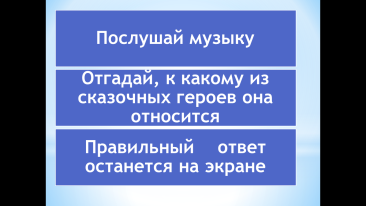 Послушай музыку
Отгадай, к какому из
сказочных героев она
относится
Правильный ответ
останется на экране